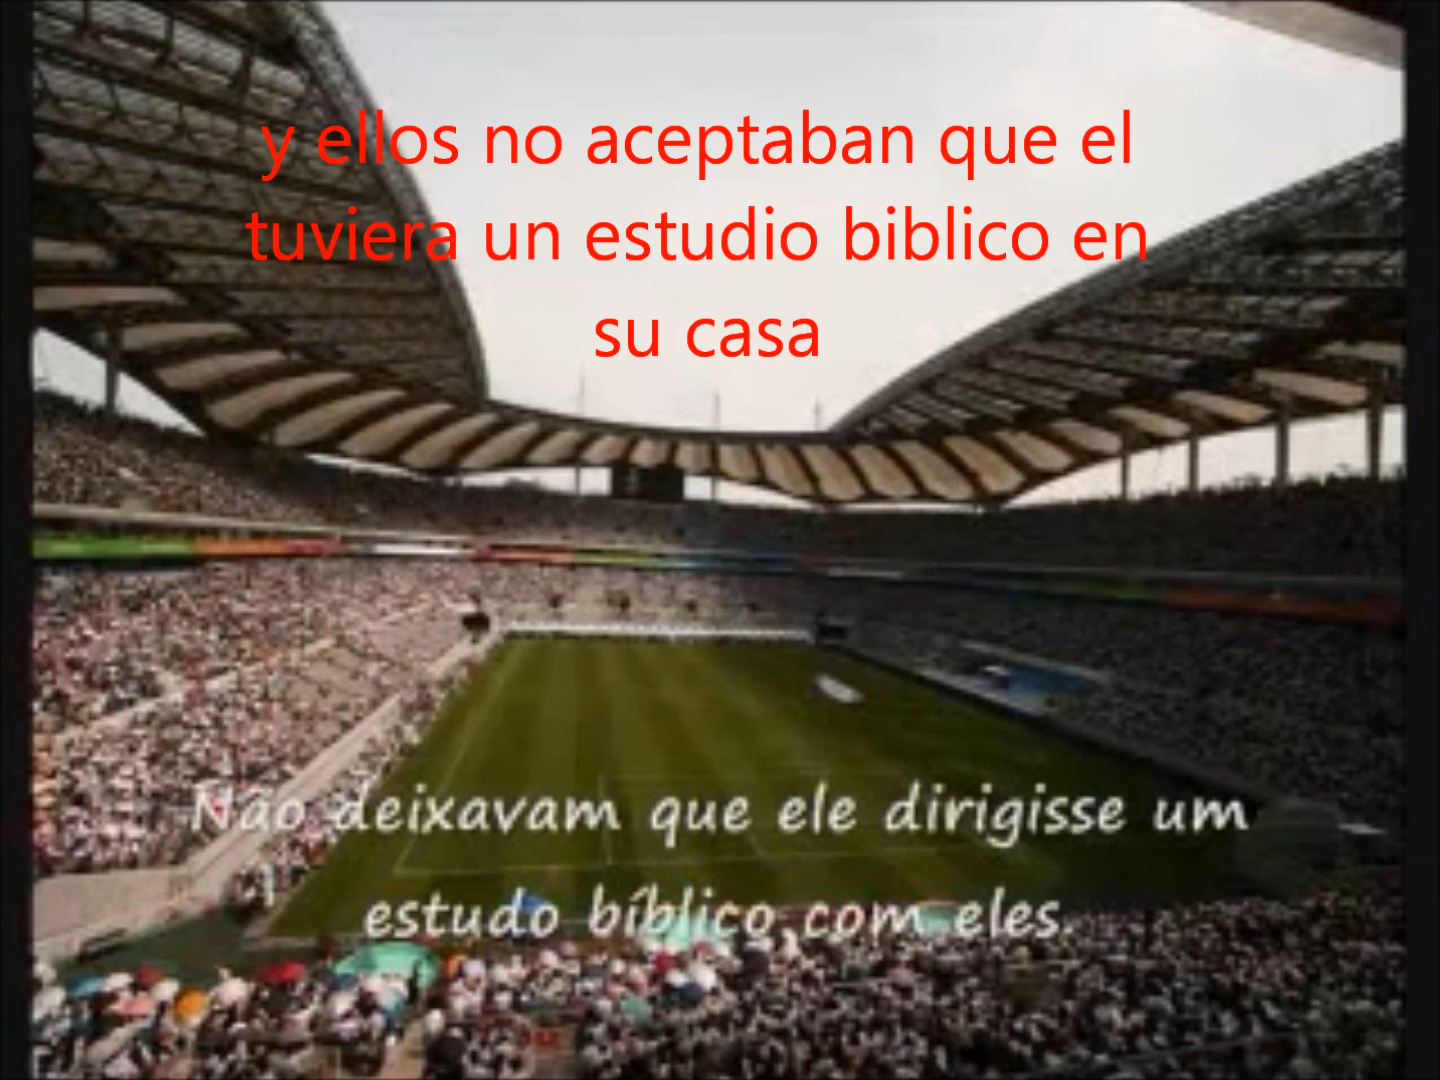 y ellos no aceptaban que el
tuviera un estudio biblico en
su casa
Não deixavam que ele dirigisse um
estudo bíblico com eles.